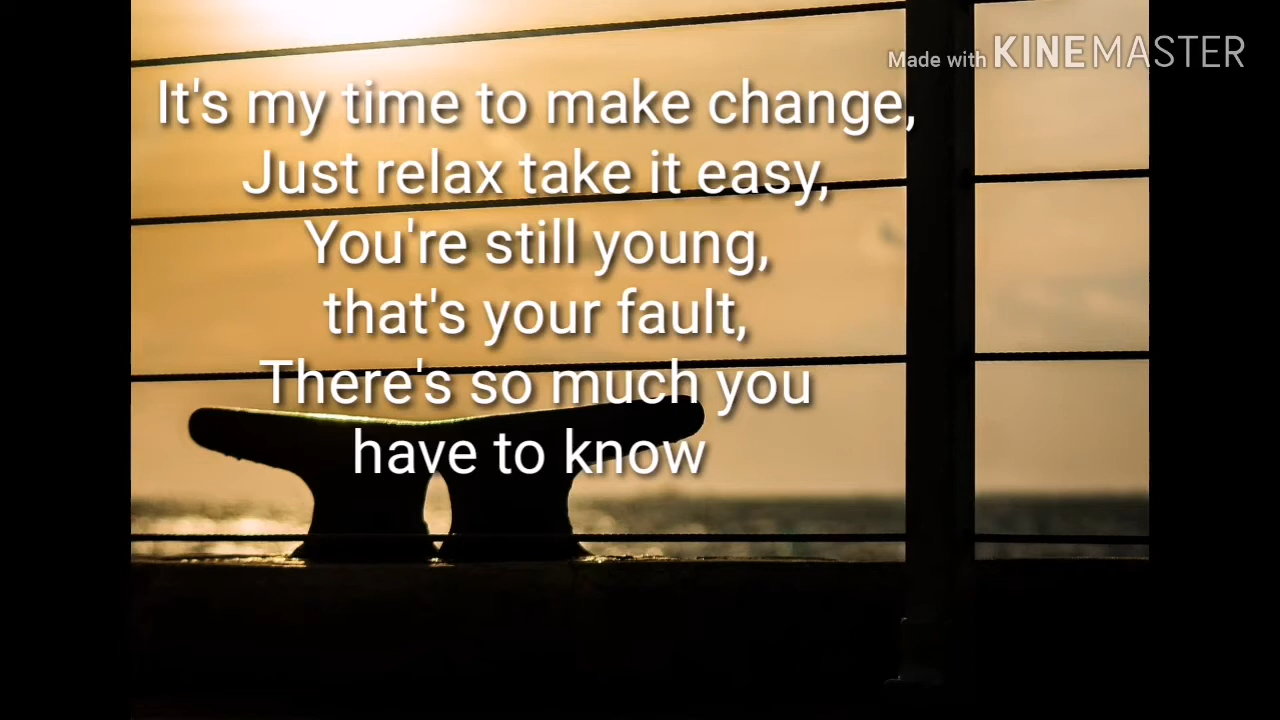 Made with KINEMASTER
It's my time to make change,
Just relax take it easy,
You're still young,
that's your fault,
There's so much you
have to know